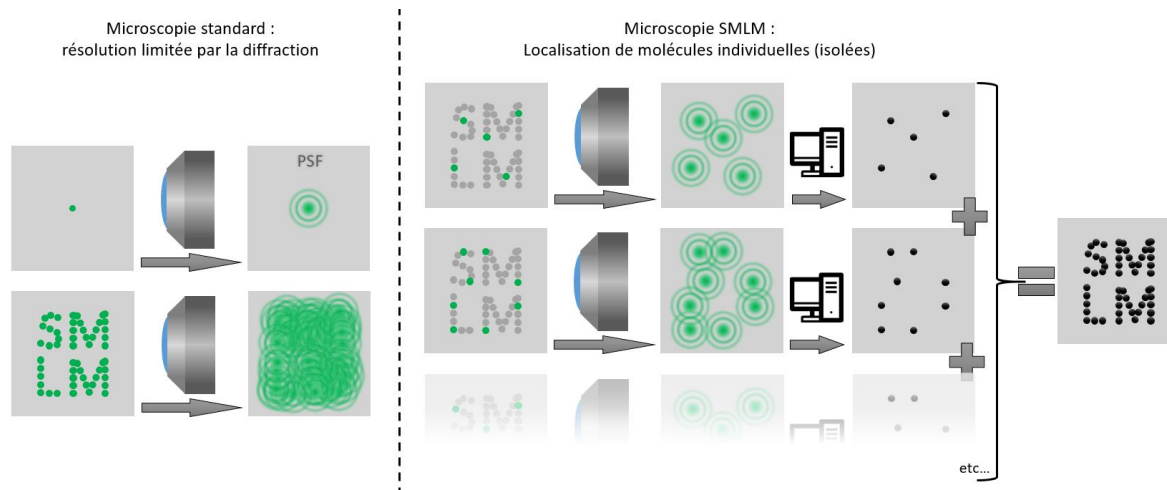 Microscopie standard :
résolution limitée par la diffraction
PSF
Microscopie SMLM :
Localisation de molécules individuelles (isolées)
SM
LM
SM
LM
SM
LM
etc...
SM
LM